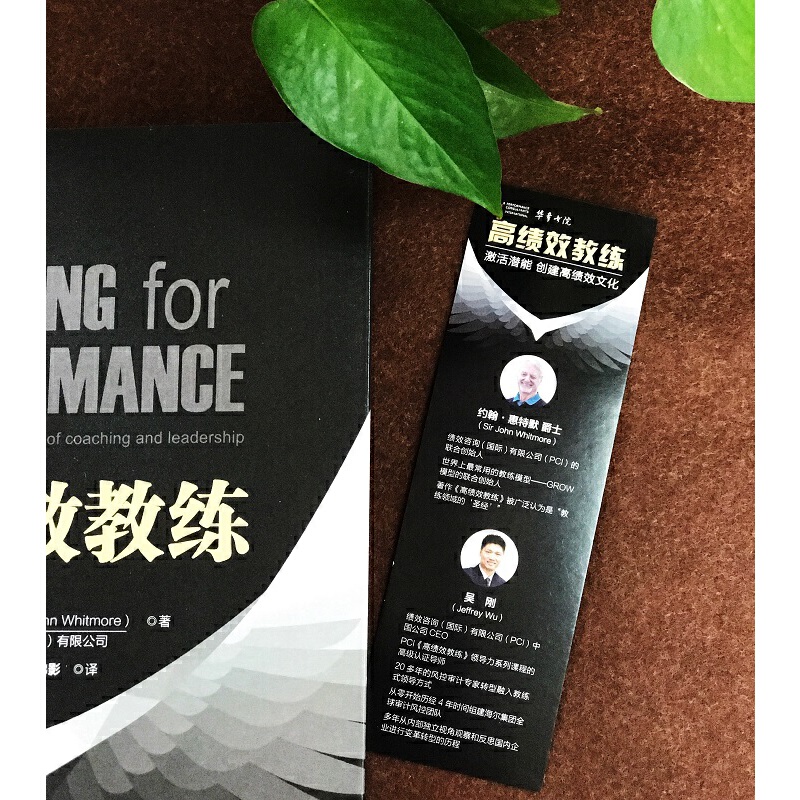 NG for
MANCE
of coaching and leadership
效教练
hn Whitmore） ◎著
）有限公司
影 ◎译
PERFORMANCE
CONSULTANTS
INTERNATIONAL
华章书院
高绩效教练
激活潜能 创建高绩效文化
约翰·惠特默 爵士
（Sir John Whitmore）
绩效咨询（国际）有限公司（PCI）的
联合创始人
世界上最常用的教练模型——GROW
模型的联合创始人
著作《高绩效教练》被广泛认为是“教
练领域的‘圣经’”
吴 刚
（Jeffrey Wu）
绩效咨询（国际）有限公司（PCI）中
国公司 CEO
PCI《高绩效教练》领导力系列课程的
高级认证导师
20 多年的风控审计专家转型融入教练
式领导方式
从零开始历经 4 年时间组建海尔集团全
球审计风控团队
多年从内部独立视角观察和反思国内企
业进行变革转型的历程